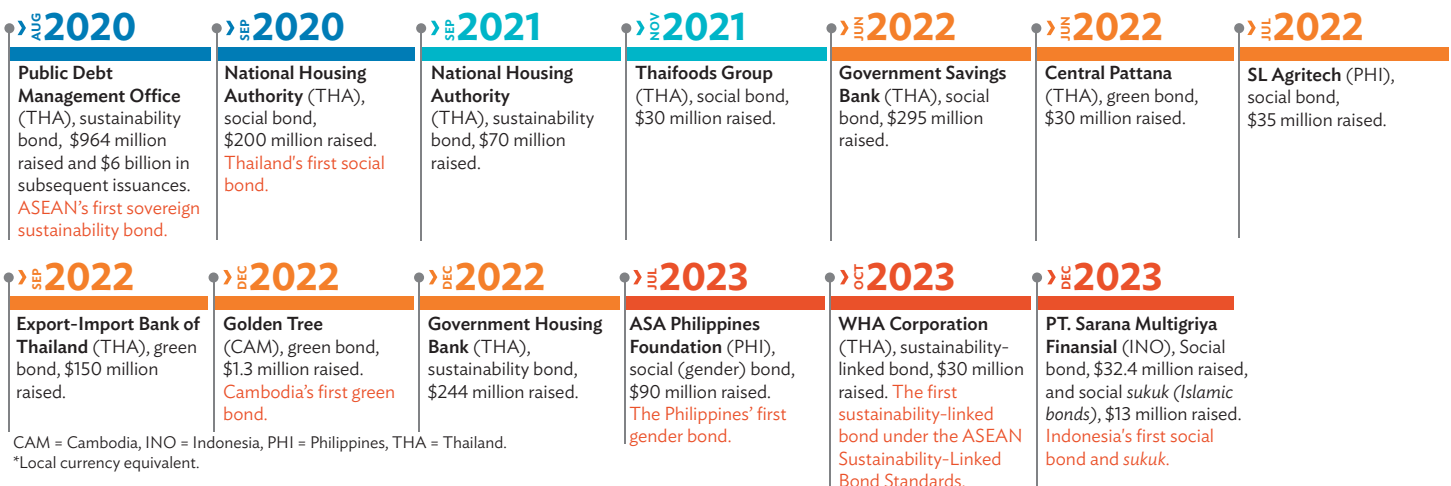 › AUG 2020
Public Debt
Management Office
(THA), sustainability
bond, $964 million
raised and $6 billion in
subsequent issuances.
ASEAN's first sovereign
sustainability bond.
› SEP 2020
National Housing
Authority (THA),
social bond,
$200 million raised.
Thailand's first social
bond.
› SEP 2021
National Housing
Authority
(THA), sustainability
bond, $70 million
raised.
› NOV 2021
Thaifoods Group
(THA), social bond,
$30 million raised.
› JUN 2022
Government Savings
Bank (THA), social
bond, $295 million
raised.
› JUN 2022
Central Pattana
(THA), green bond,
$30 million raised.
› JUL 2022
SL Agritech (PHI),
social bond,
$35 million raised.
› SEP 2022
Export-Import Bank of
Thailand (THA), green
bond, $150 million
raised.
› DEC 2022
Golden Tree
(CAM), green bond,
$1.3 million raised.
Cambodia's first green
bond.
› DEC 2022
Government Housing
Bank (THA),
sustainability bond,
$244 million raised.
› JUL 2023
ASA Philippines
Foundation (PHI),
social (gender) bond,
$90 million raised.
The Philippines' first
gender bond.
› OCT 2023
WHA Corporation
(THA), sustainability-
linked bond, $30 million
raised. The first
sustainability-linked
bond under the ASEAN
Sustainability-Linked
Bond Standards.
› DEC 2023
PT. Sarana Multigriya
Finansial (INO), Social
bond, $32.4 million raised,
and social sukuk (Islamic
bonds), $13 million raised.
Indonesia's first social
bond and sukuk.
CAM = Cambodia, INO = Indonesia, PHI = Philippines, THA = Thailand.
*Local currency equivalent.